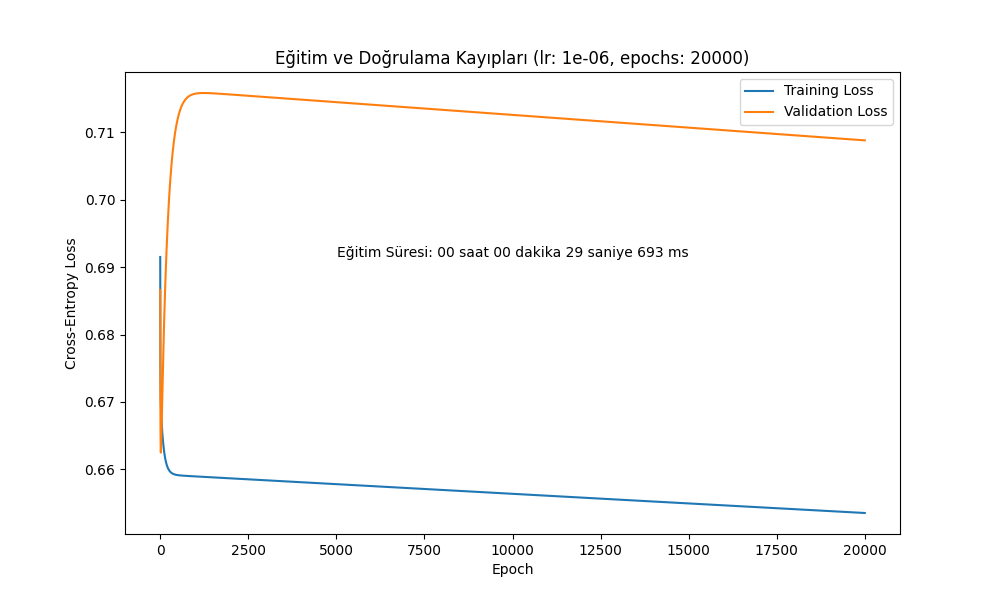 Eğitim ve Doğrulama Kayıpları (lr: 1e-06, epochs: 20000)
Training Loss
Validation Loss
0.71
0.70
0.69
0.68
0.67
0.66
Cross-Entropy Loss
Eğitim Süresi: 00 saat 00 dakika 29 saniye 693 ms
0 2500 5000 7500 10000 12500 15000 17500 20000
Epoch